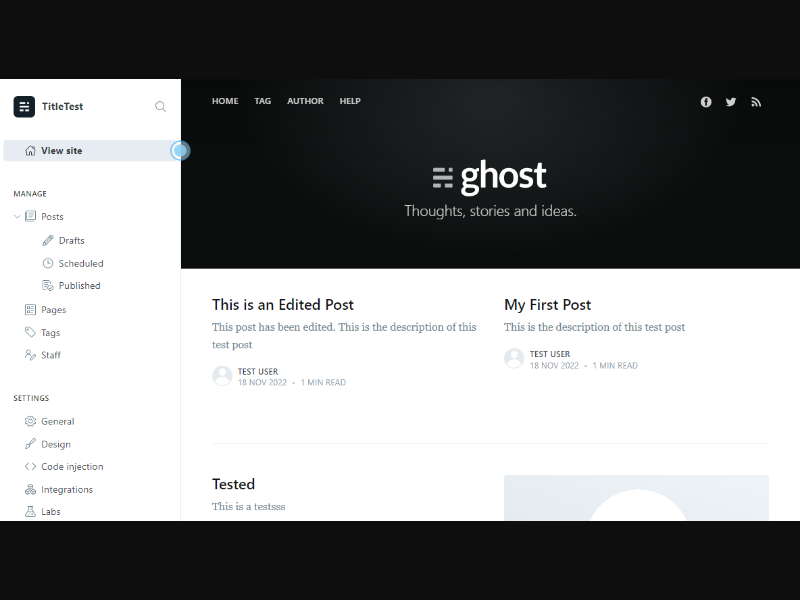 TitleTest
View site
MANAGE
Posts
Drafts
Scheduled
Published
Pages
Tags
Staff
SETTINGS
General
Design
Code injection
Integrations
Labs
HOME TAG AUTHOR HELP
ghost
Thoughts, stories and ideas.
This is an Edited Post
This post has been edited. This is the description of this
test post
TEST USER
18 NOV 2022 • 1 MIN READ
My First Post
This is the description of this test post
TEST USER
18 NOV 2022 • 1 MIN READ
Tested
This is a testsss